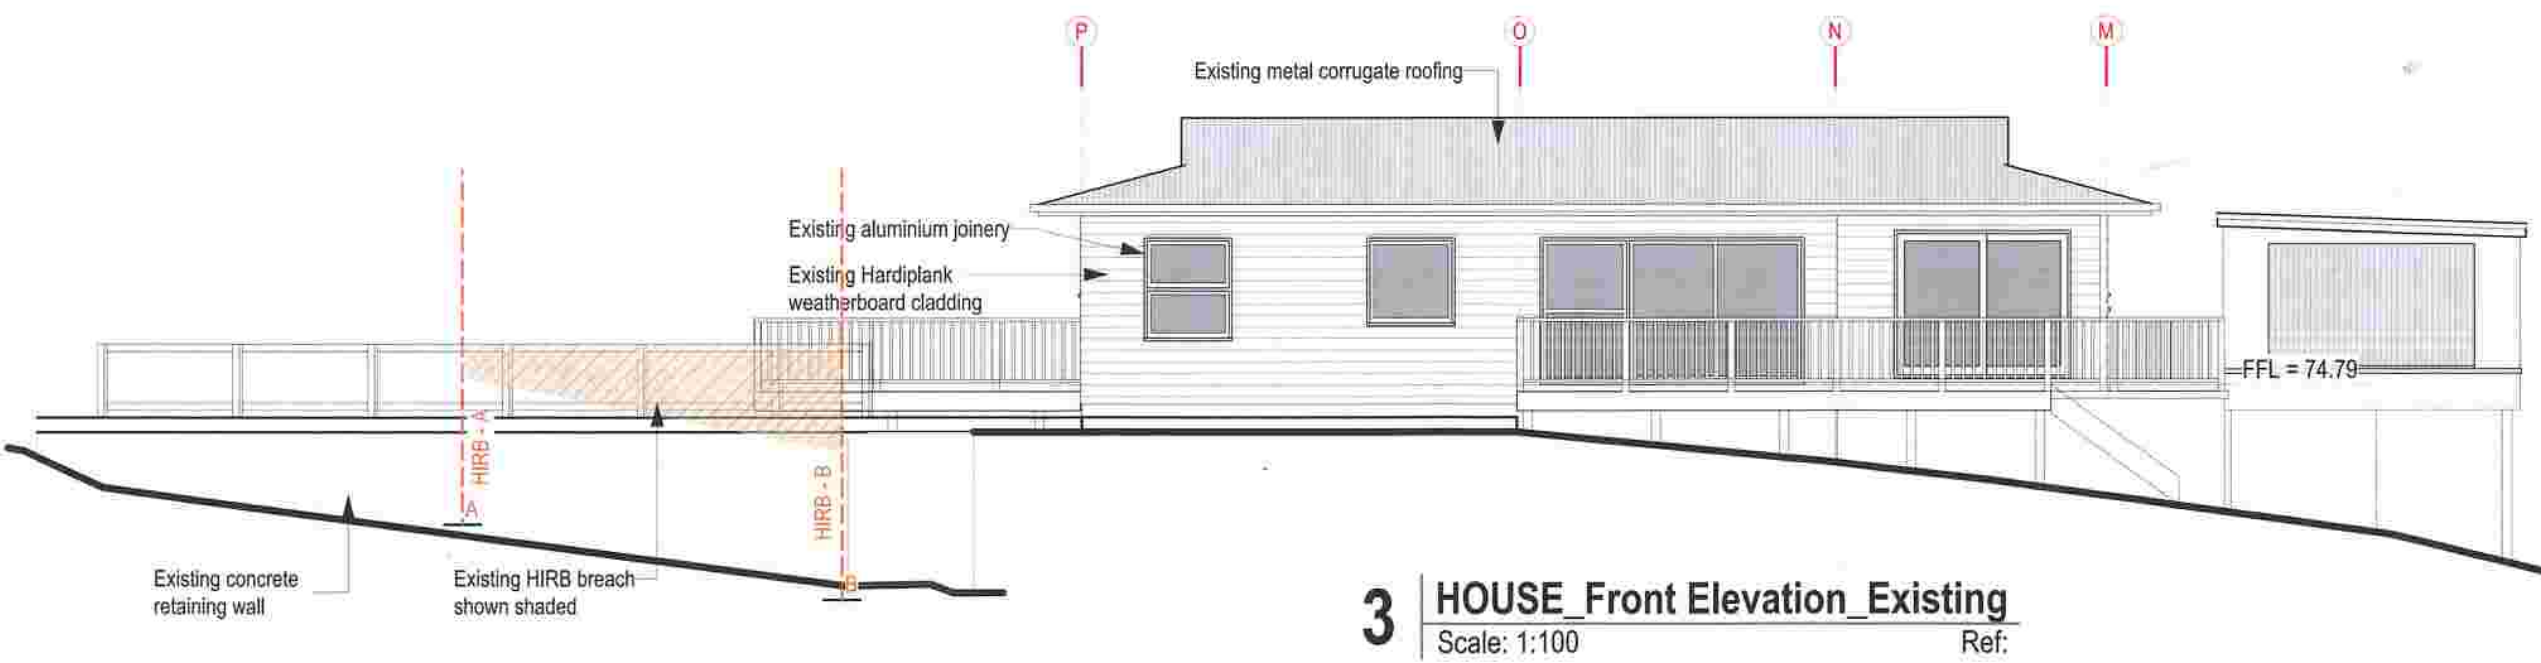 P
O
N
M
Existing metal corrugate roofing
Existing aluminium joinery
Existing Hardiplank
weatherboard cladding
FFL = 74.79
HIRB - A
A
HIRB - B
B
Existing concrete
retaining wall
Existing HIRB breach
shown shaded
3
HOUSE_Front Elevation_Existing
Scale: 1:100
Ref: